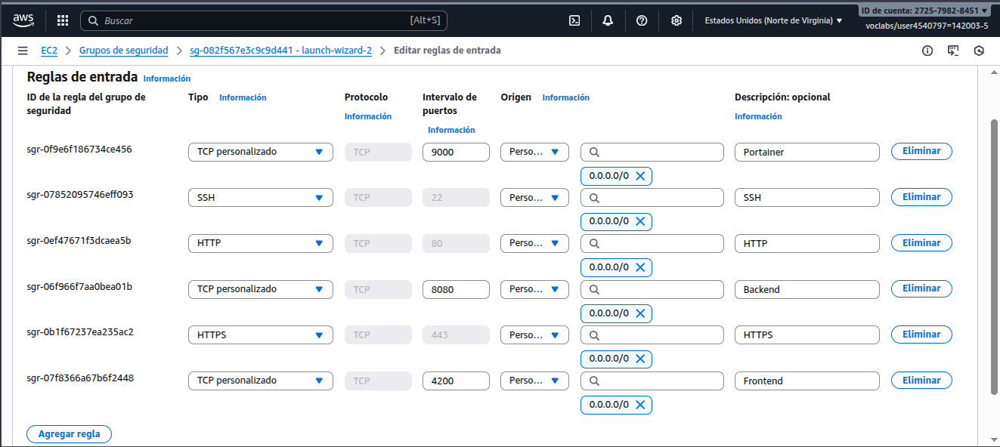 aws
Buscar [Alt+S]
Estados Unidos (Norte de Virginia)
ID de cuenta: 2725-7982-8451
voclabs/user4540797=142003-5
EC2 > Grupos de seguridad > sg-082f567e3c9c9d441 - launch-wizard-2 > Editar reglas de entrada
Reglas de entrada Información
ID de la regla del grupo de seguridad
Tipo Información
Protocolo Información
Intervalo de puertos Información
Origen Información
Descripción: opcional Información
sgr-0f9e6f186734ce456 TCP personalizado TCP 9000 Perso... Portainer Eliminar
0.0.0.0/0
sgr-07852095746eff093 SSH TCP 22 Perso... SSH Eliminar
0.0.0.0/0
sgr-0ef47671f3dcaea5b HTTP TCP 80 Perso... HTTP Eliminar
0.0.0.0/0
sgr-06f966f7aa0bea01b TCP personalizado TCP 8080 Perso... Backend Eliminar
0.0.0.0/0
sgr-0b1f67237ea235ac2 HTTPS TCP 443 Perso... HTTPS Eliminar
0.0.0.0/0
sgr-07f8366a67b6f2448 TCP personalizado TCP 4200 Perso... Frontend Eliminar
0.0.0.0/0
Agregar regla